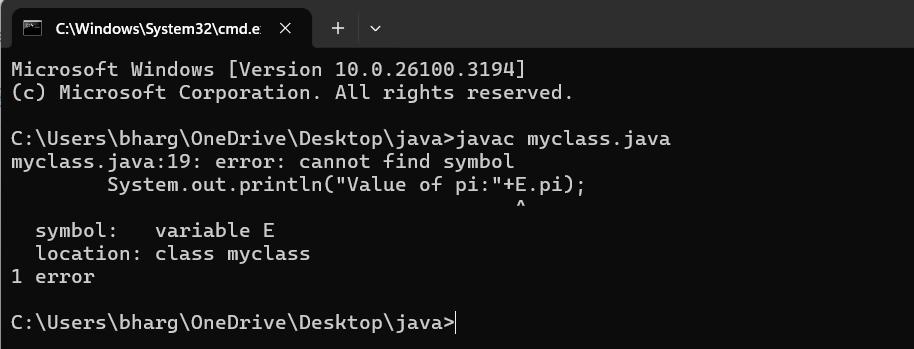 C:\Windows\System32\cmd.e
Microsoft Windows [Version 10.0.26100.3194]
(c) Microsoft Corporation. All rights reserved.
C:\Users\bharg\OneDrive\Desktop\java>javac myclass.java
myclass.java:19: error: cannot find symbol
        System.out.println("Value of pi:"+E.pi);
                                          ^
  symbol:   variable E
  location: class myclass
1 error
C:\Users\bharg\OneDrive\Desktop\java>